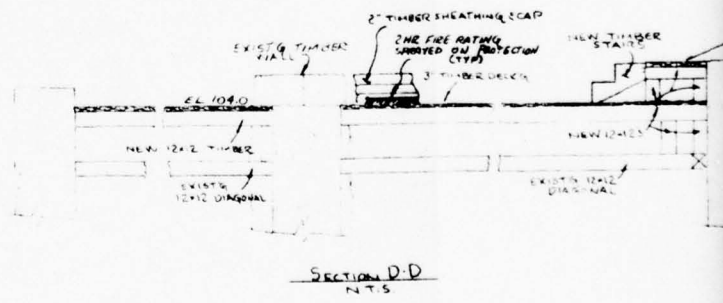 2" TIMBER SHEATHING & CAP
2HR FIRE RATING
SPRAYED ON PROTECTION
(TYP)
EXIST'G TIMBER
WALL
NEW TIMBER
STAIRS
3" TIMBER DECK'G
EL 104.0
NEW 12x12 TIMBER
NEW 12x12S
EXIST'G
12x12 DIAGONAL
EXIST'G 12x12
DIAGONAL
SECTION D-D
N.T.S.